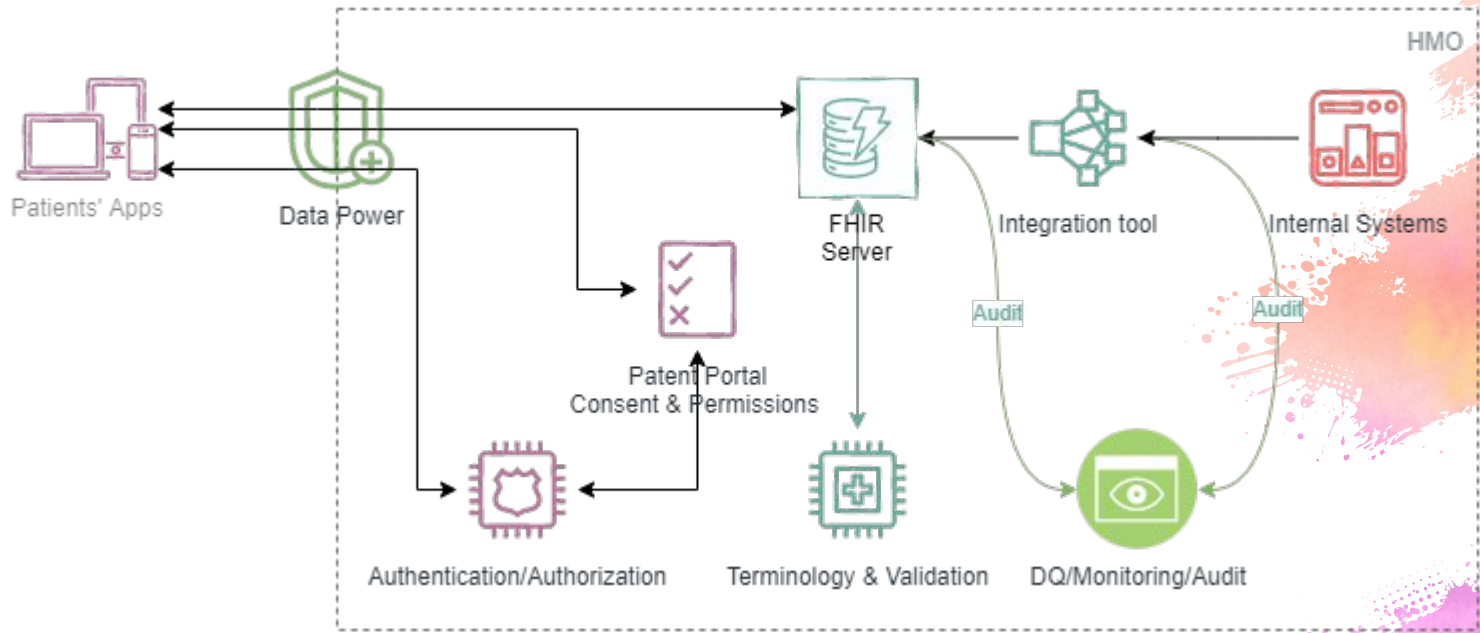 HMO
Patients' Apps
Data Power
FHIR
Server
Integration tool
Internal Systems
Audit
Audit
Patent Portal
Consent & Permissions
Authentication/Authorization
Terminology & Validation
DQ/Monitoring/Audit